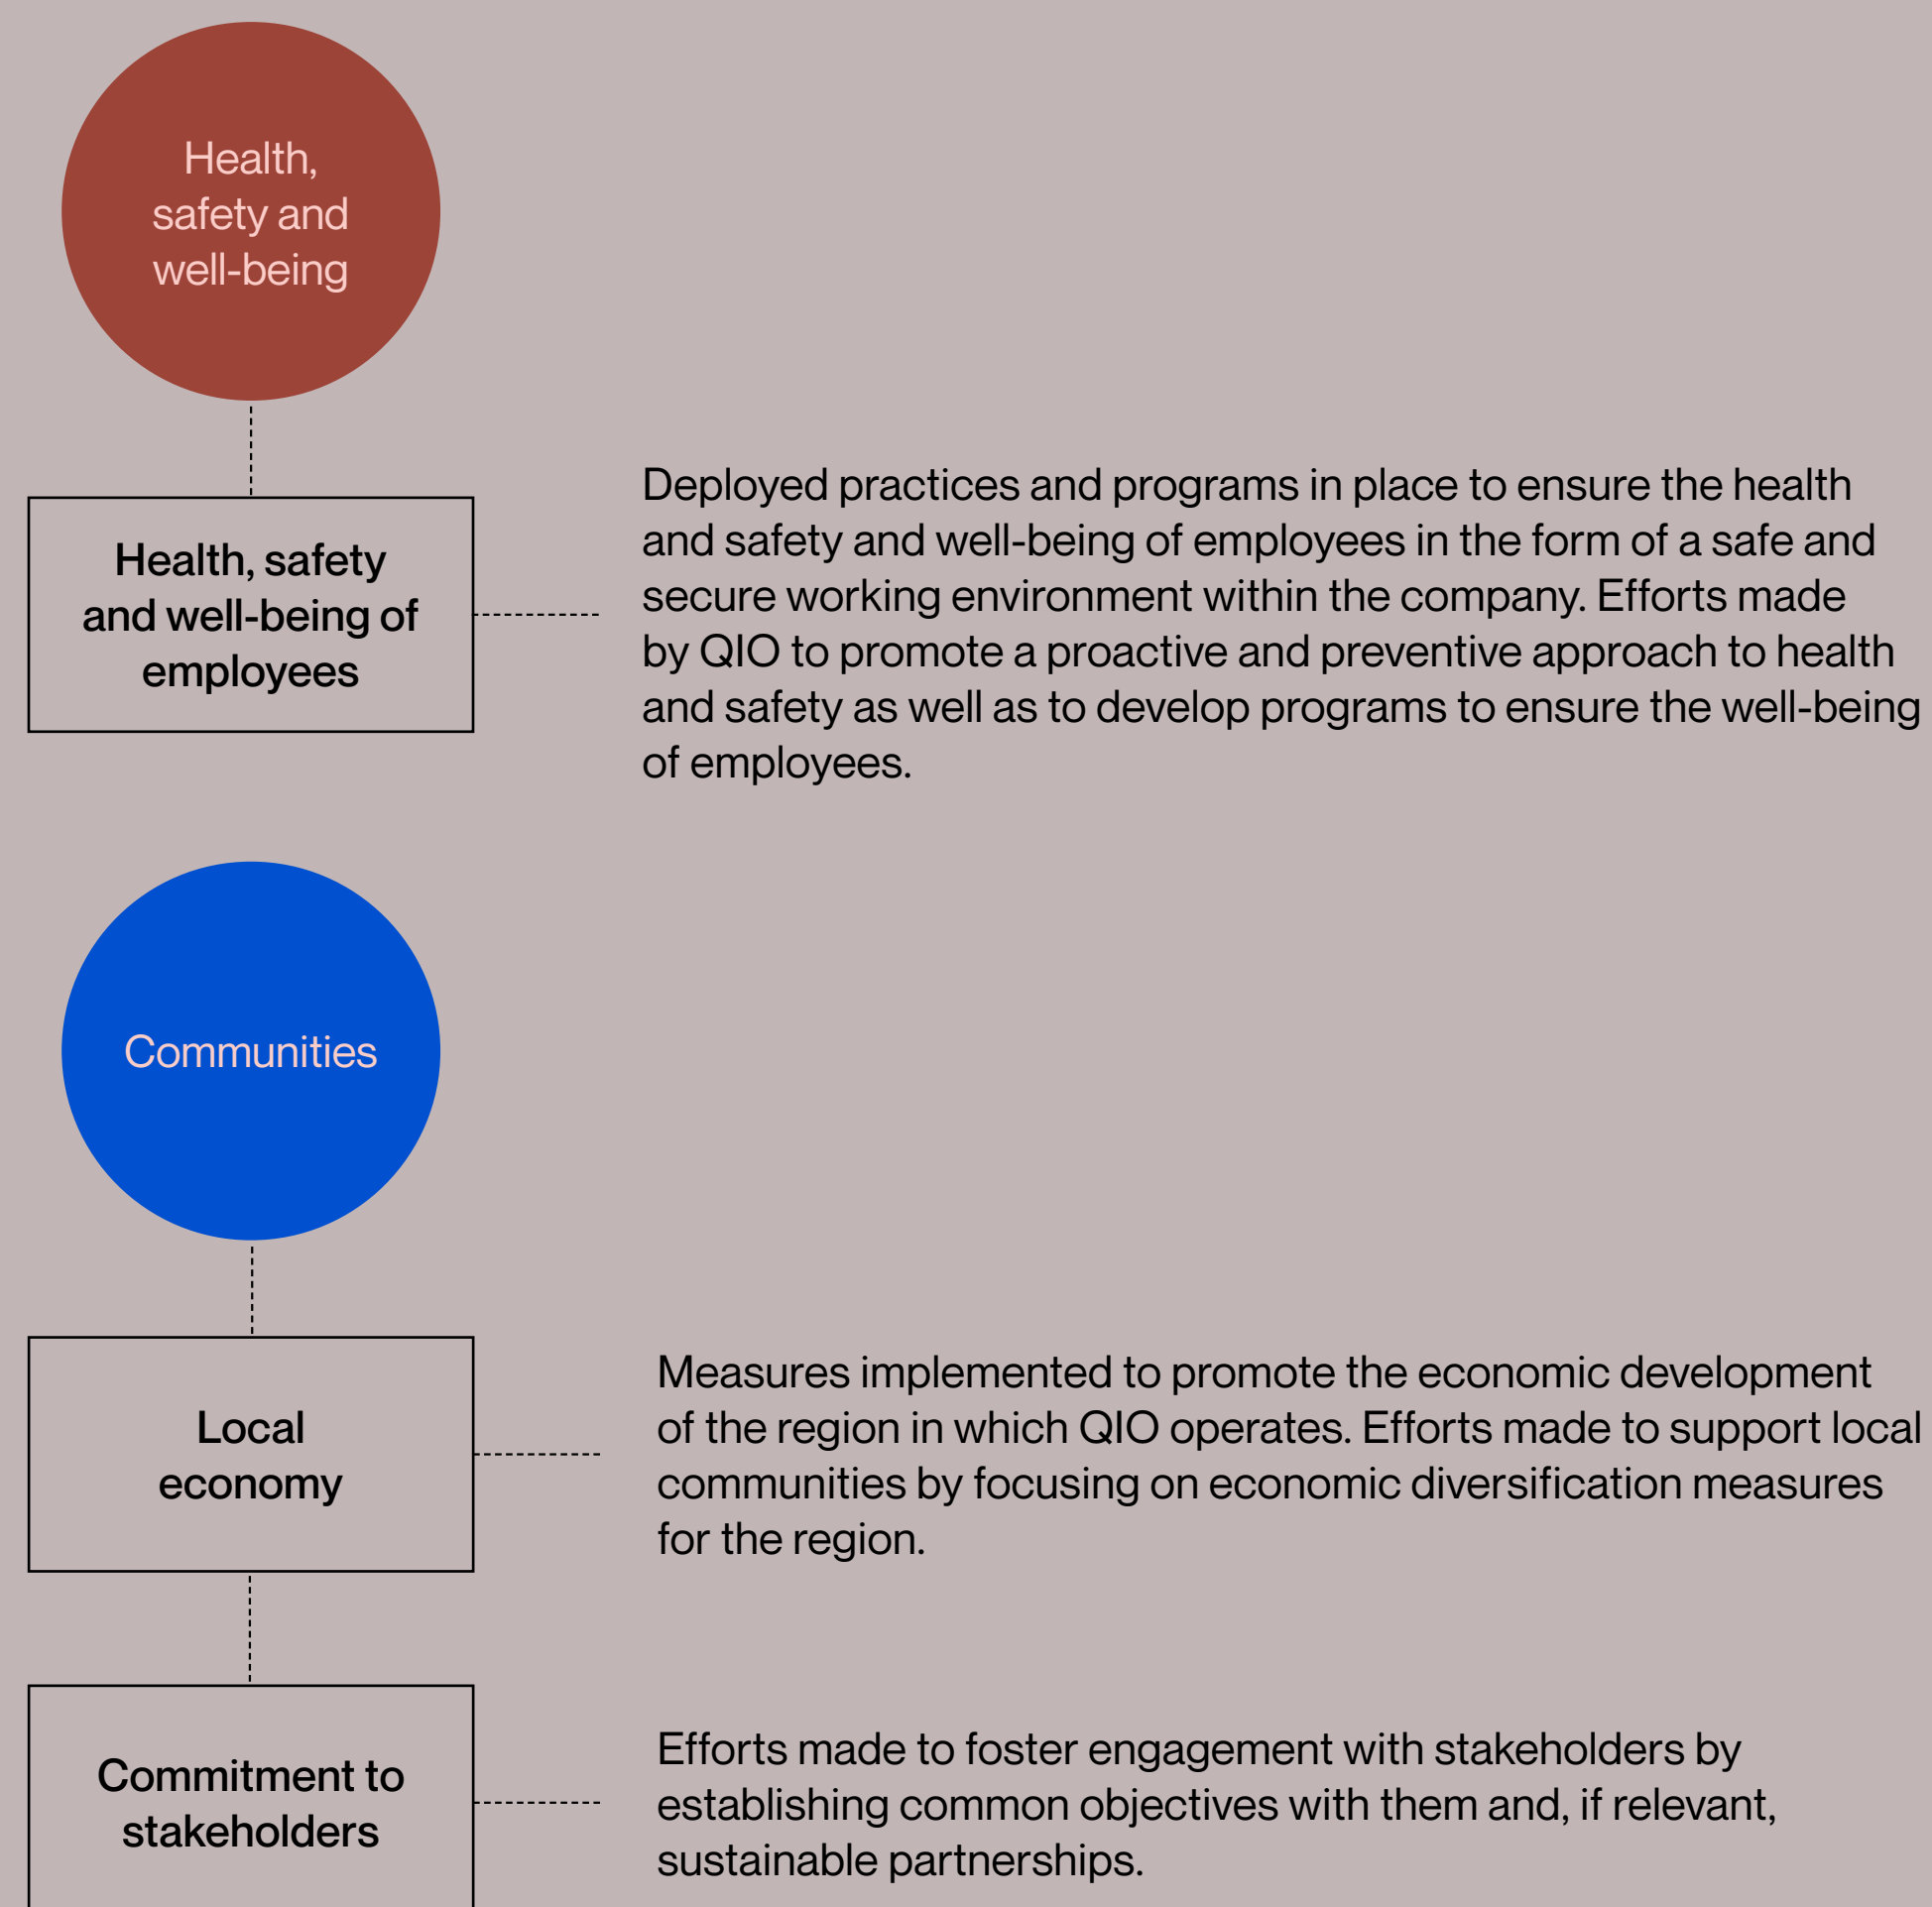 Health,
safety and
well-being
Health, safety
and well-being of
employees
Deployed practices and programs in place to ensure the health
and safety and well-being of employees in the form of a safe and
secure working environment within the company. Efforts made
by QIO to promote a proactive and preventive approach to health
and safety as well as to develop programs to ensure the well-being
of employees.
Communities
Local
economy
Measures implemented to promote the economic development
of the region in which QIO operates. Efforts made to support local
communities by focusing on economic diversification measures
for the region.
Commitment to
stakeholders
Efforts made to foster engagement with stakeholders by
establishing common objectives with them and, if relevant,
sustainable partnerships.